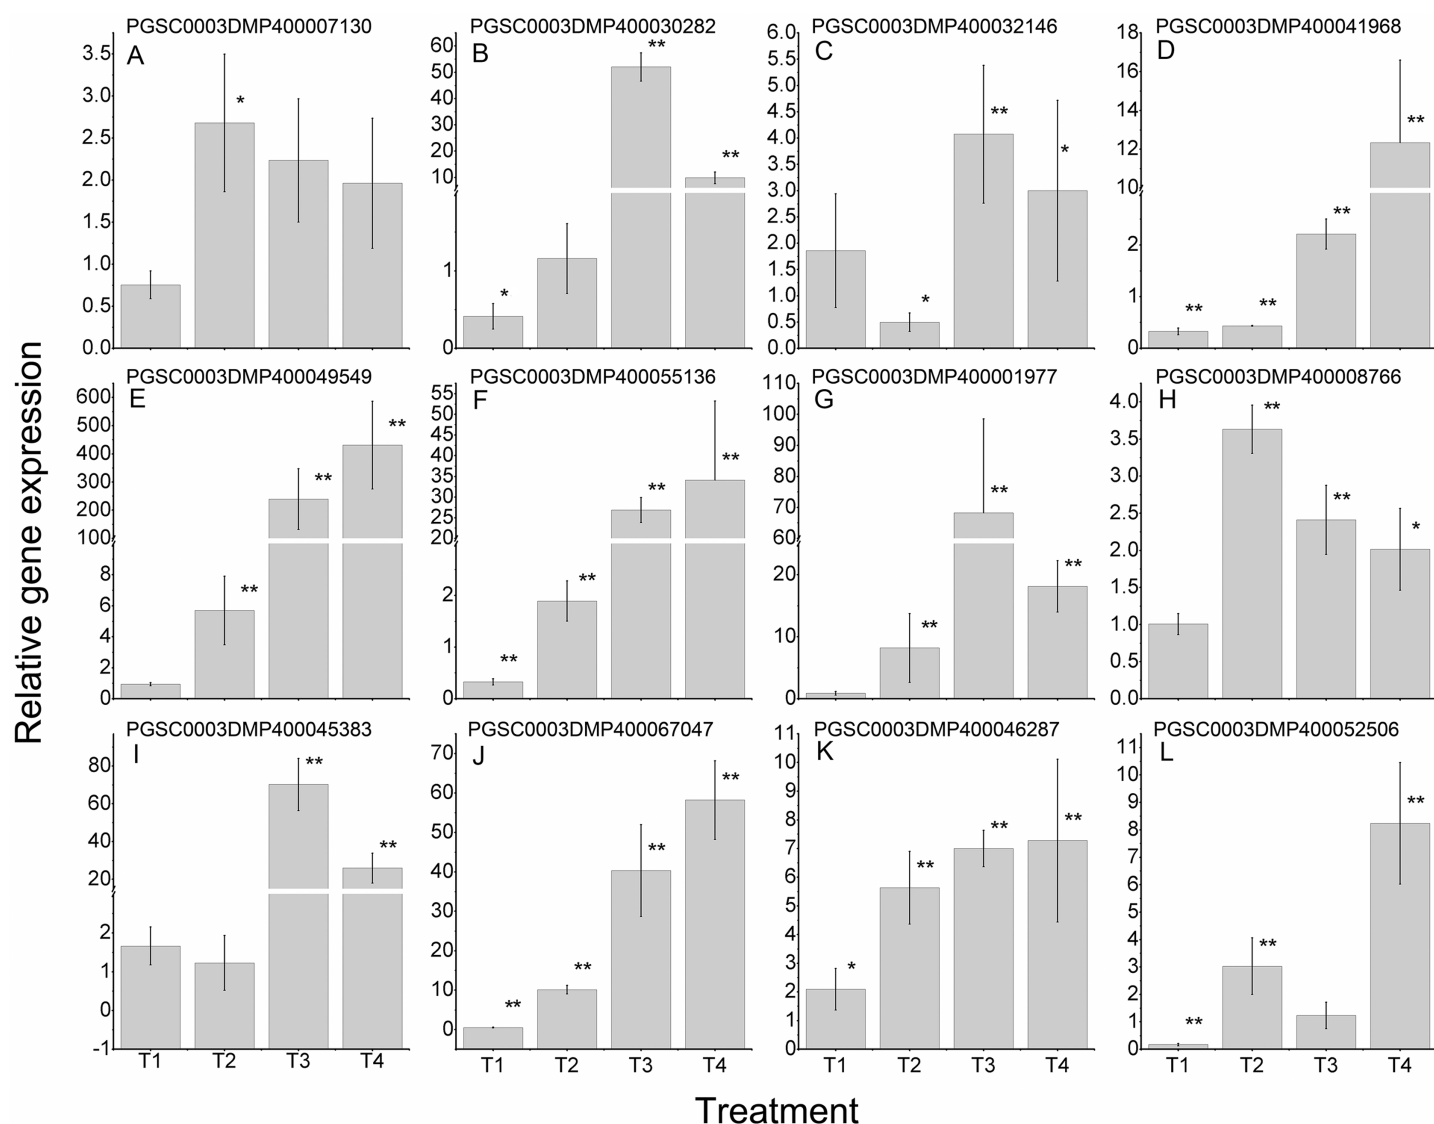 PGSC0003DMP400007130 PGSC0003DMP400030282 PGSC0003DMP400032146 PGSC0003DMP400041968
A B C D
3.5 3.0 2.5 2.0 1.5 1.0 0.5 0.0
*
60 50 40 30 20 10 1 0
* ** **
6.0 5.5 5.0 4.5 4.0 3.5 3.0 2.5 2.0 1.5 1.0 0.5 0.0
* ** *
18 16 14 12 10 2 1 0
** ** ** **
PGSC0003DMP400049549 PGSC0003DMP400055136 PGSC0003DMP400001977 PGSC0003DMP400008766
E F G H
600 500 400 300 200 100 8 6 4 2 0
** ** **
55 50 45 40 35 30 25 20 2 1 0
** ** ** **
110 100 90 80 70 60 20 10 0
** ** **
4.0 3.5 3.0 2.5 2.0 1.5 1.0 0.5 0.0
** ** *
PGSC0003DMP400045383 PGSC0003DMP400067047 PGSC0003DMP400046287 PGSC0003DMP400052506
I J K L
80 60 40 20 2 1 0 -1
** **
70 60 50 40 30 20 10 0
** ** ** **
11 10 9 8 7 6 5 4 3 2 1 0
* ** ** **
11 10 9 8 7 6 5 4 3 2 1 0
** ** **
T1 T2 T3 T4 T1 T2 T3 T4 T1 T2 T3 T4 T1 T2 T3 T4
Relative gene expression
Treatment